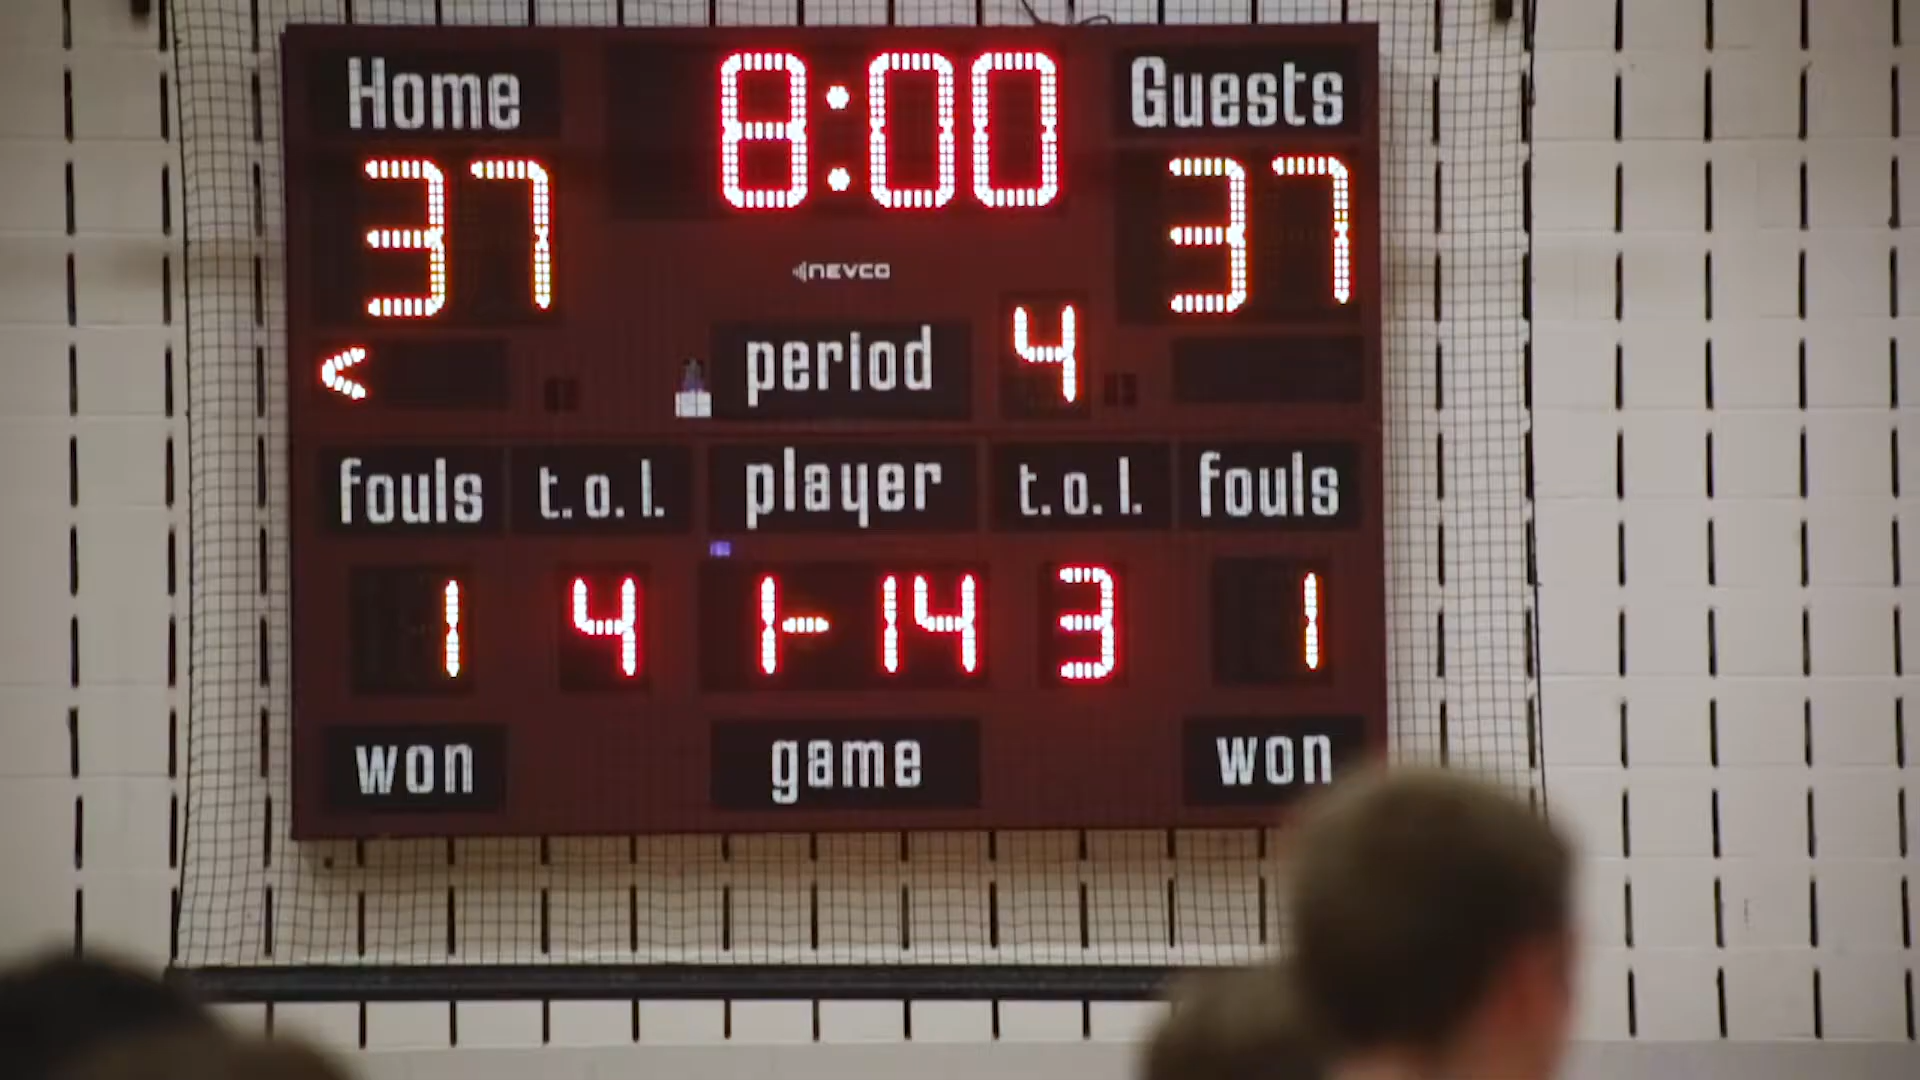 Home 8:00 Guests
37 37
NEVCO
< period 4
fouls t.o.l. player t.o.l. fouls
1 4 1- 14 3 1
won game won